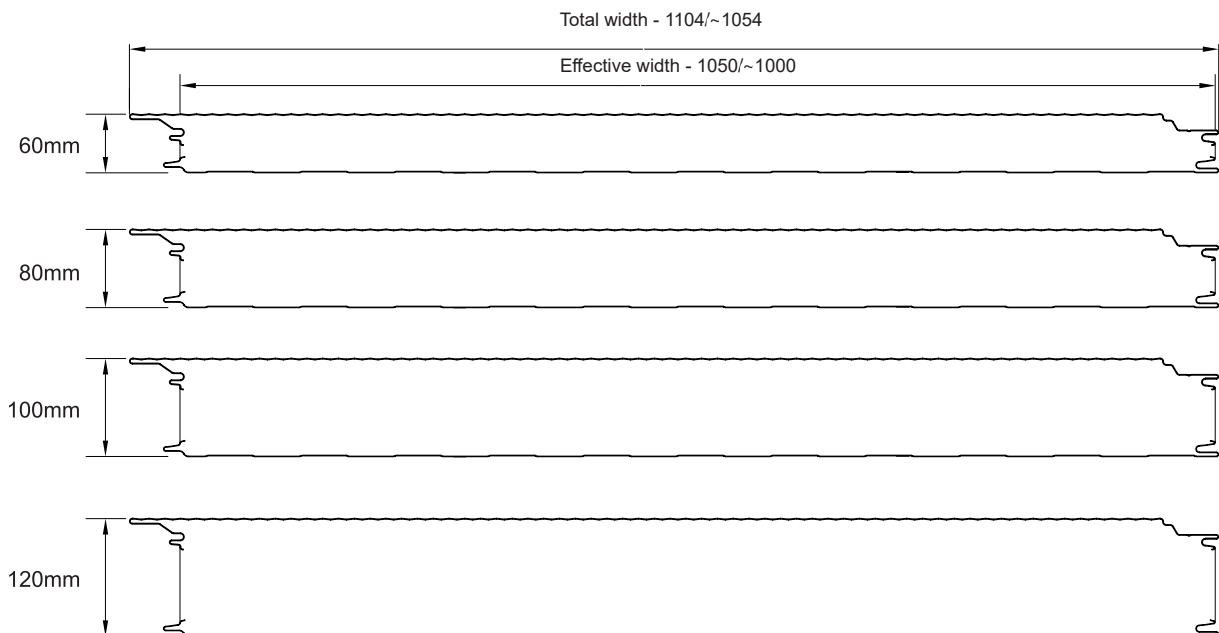 Total width - 1104/~1054
Effective width - 1050/~1000
60mm
80mm
100mm
120mm